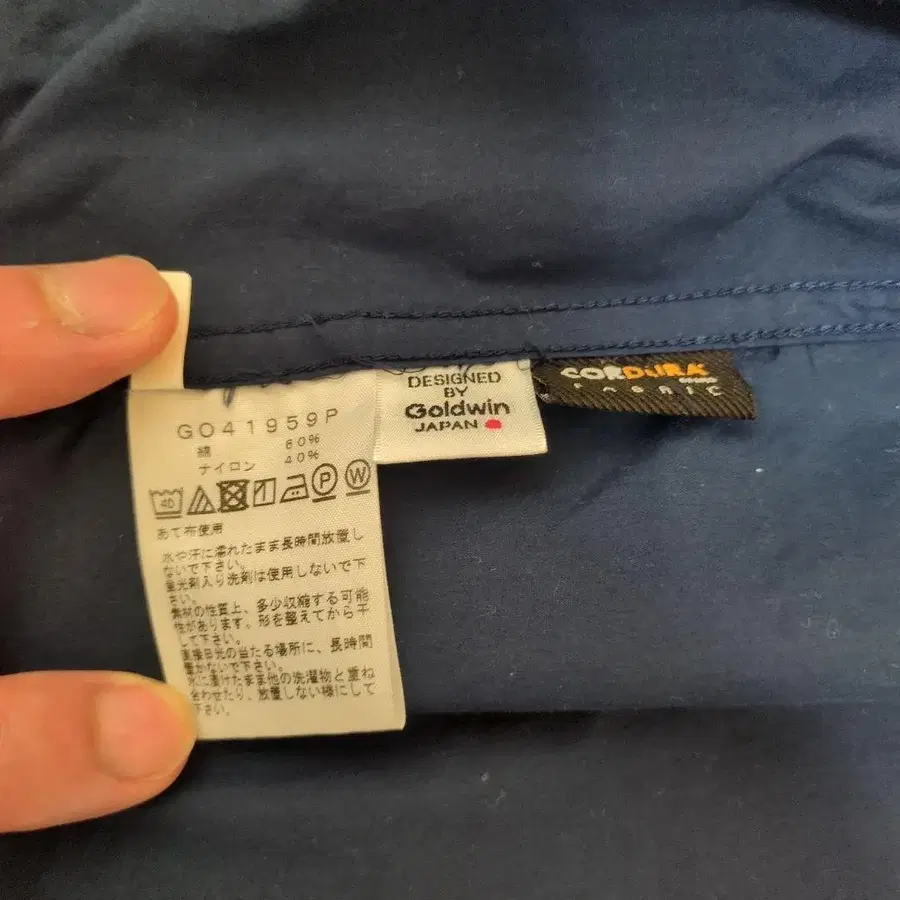 GO41959P
綿 60%
ナイロン 40%
40
P
W
あて布使用
水や汗に濡れたまま長時間放置し
ないで下さい。
蛍光剤入り洗剤は使用しないで下
さい。
素材の性質上、多少収縮する可能
性があります。形を整えてから干
して下さい。
直接日光の当たる場所に、長時間
置かないで下さい。
水に濡けたまま他の洗濯物と重ね
合わせたり、放置しない様にして
下さい。
DESIGNED
BY
Goldwin
JAPAN
CORDURA
FABRIC